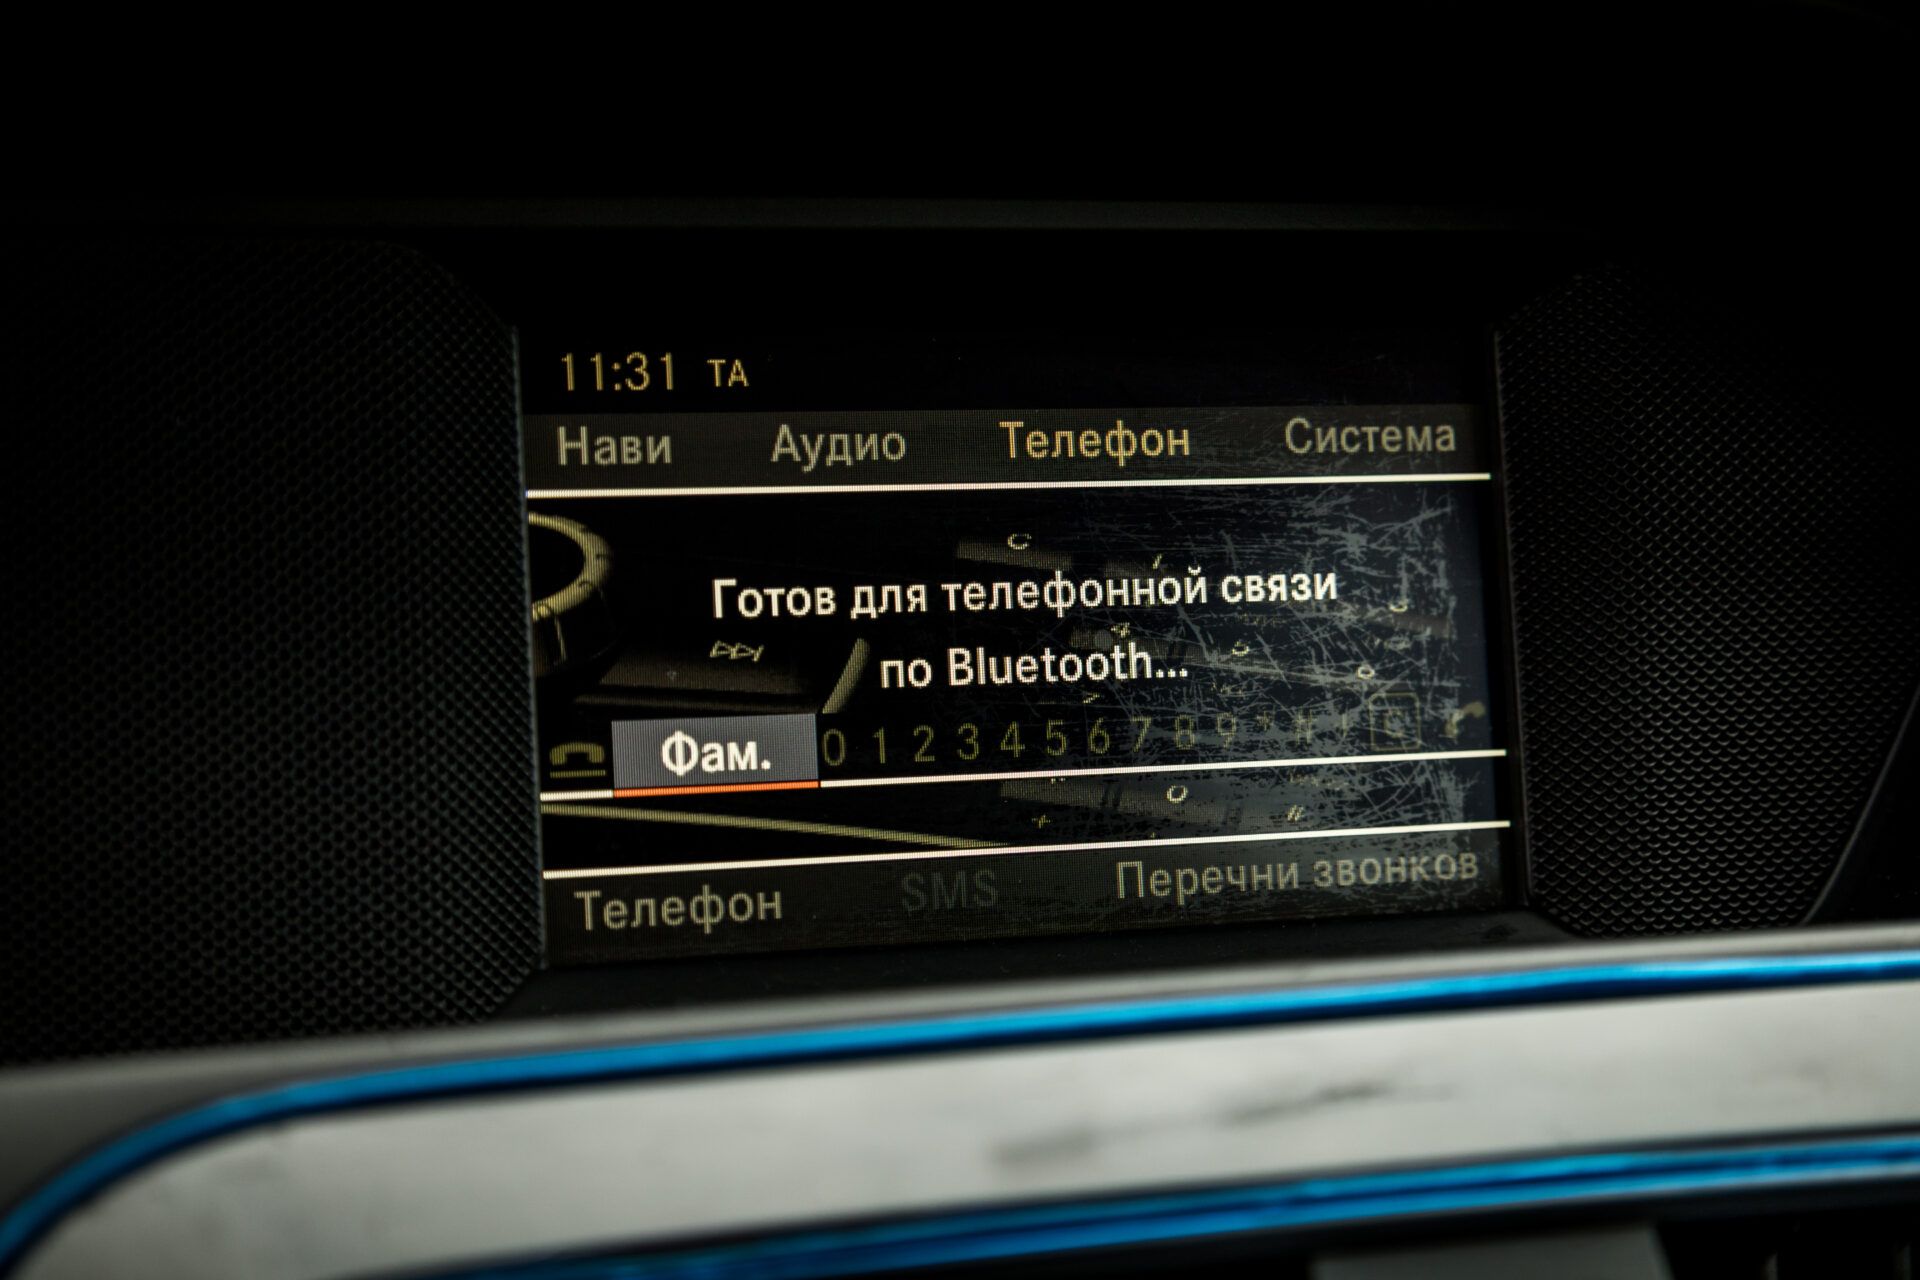 11:31 TA
Нави Аудио Телефон Система
Готов для телефонной связи
по Bluetooth...
Фам. 0 1 2 3 4 5 6 7 8 9 * # + C
Телефон SMS Перечни звонков